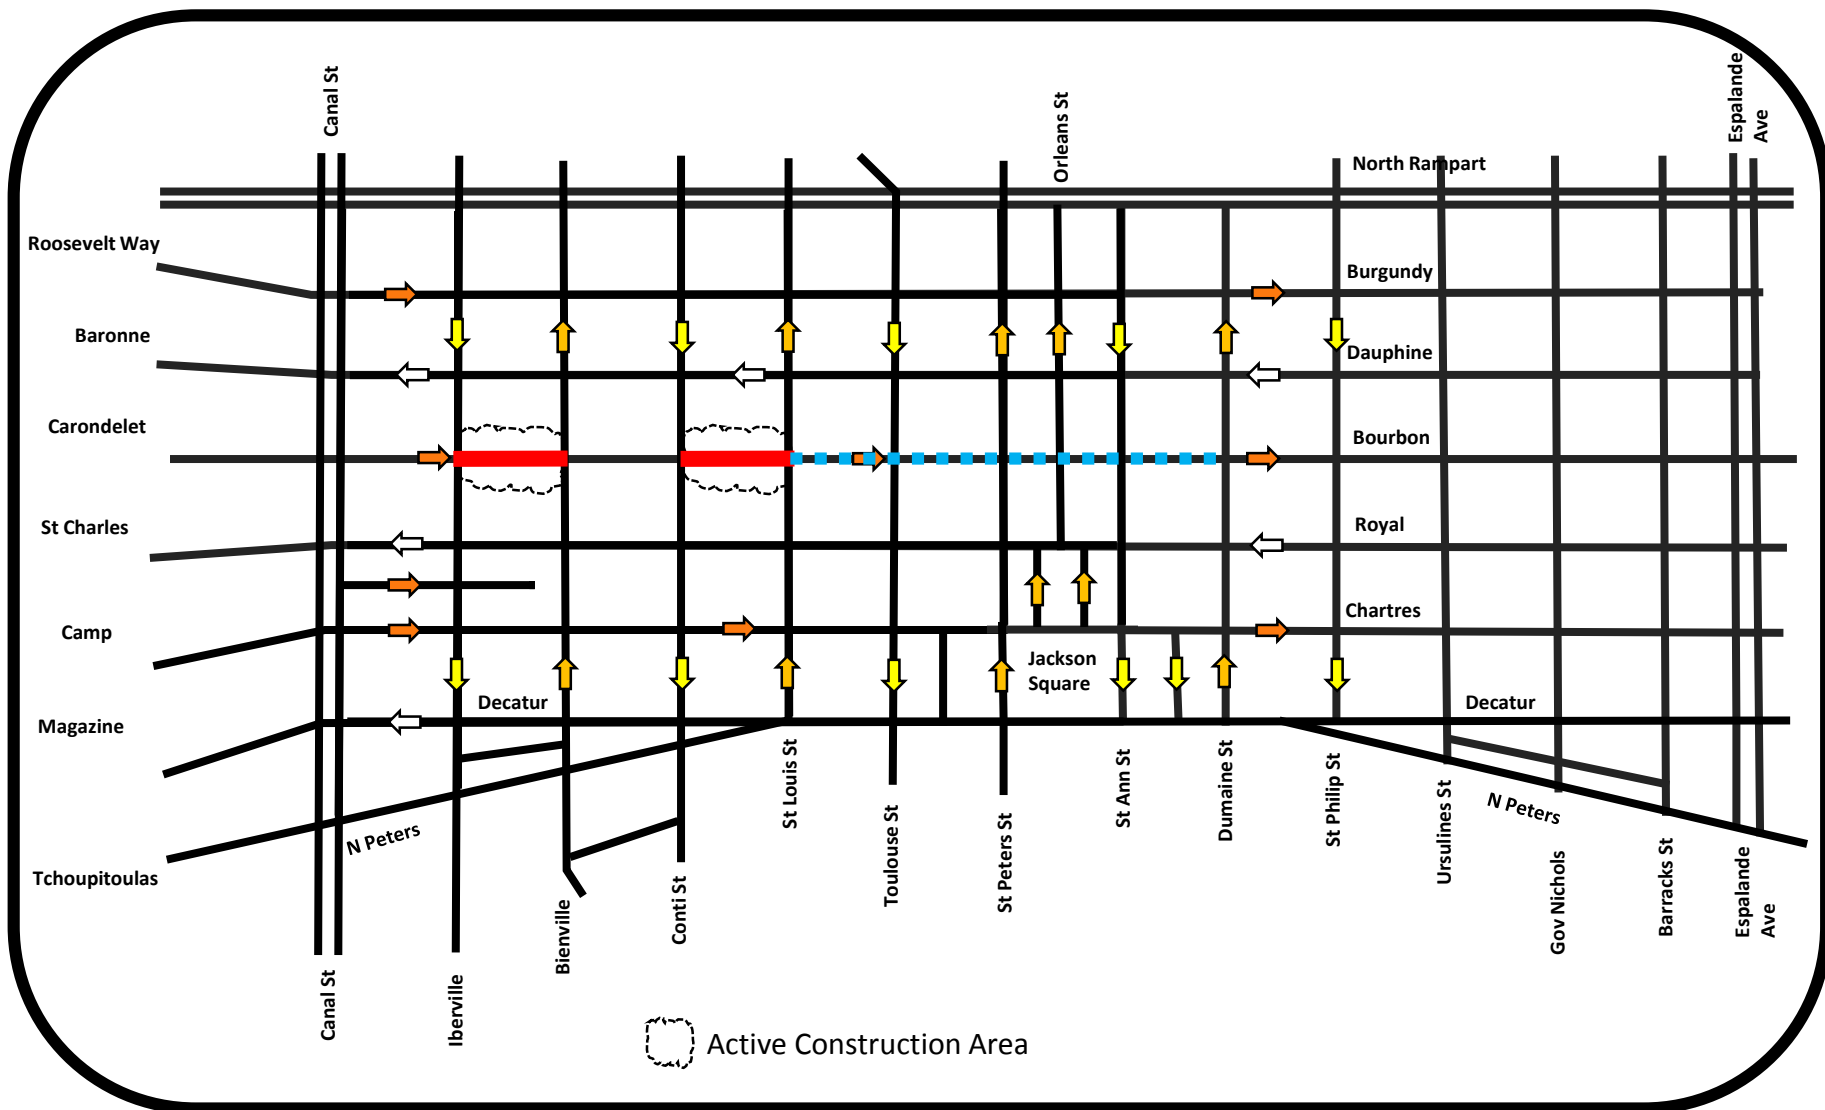 Canal St
Orleans St
Espalande
Ave
North Rampart
Roosevelt Way
Burgundy
Baronne
Dauphine
Carondelet
Bourbon
St Charles
Royal
Camp
Chartres
Jackson
Square
Magazine
Decatur
Decatur
Tchoupitoulas
N Peters
N Peters
Canal St
Iberville
Bienville
Conti St
St Louis St
Toulouse St
St Peters St
St Ann St
Dumaine St
St Philip St
Ursulines St
Gov Nichols
Barracks St
Espalande
Ave
Active Construction Area